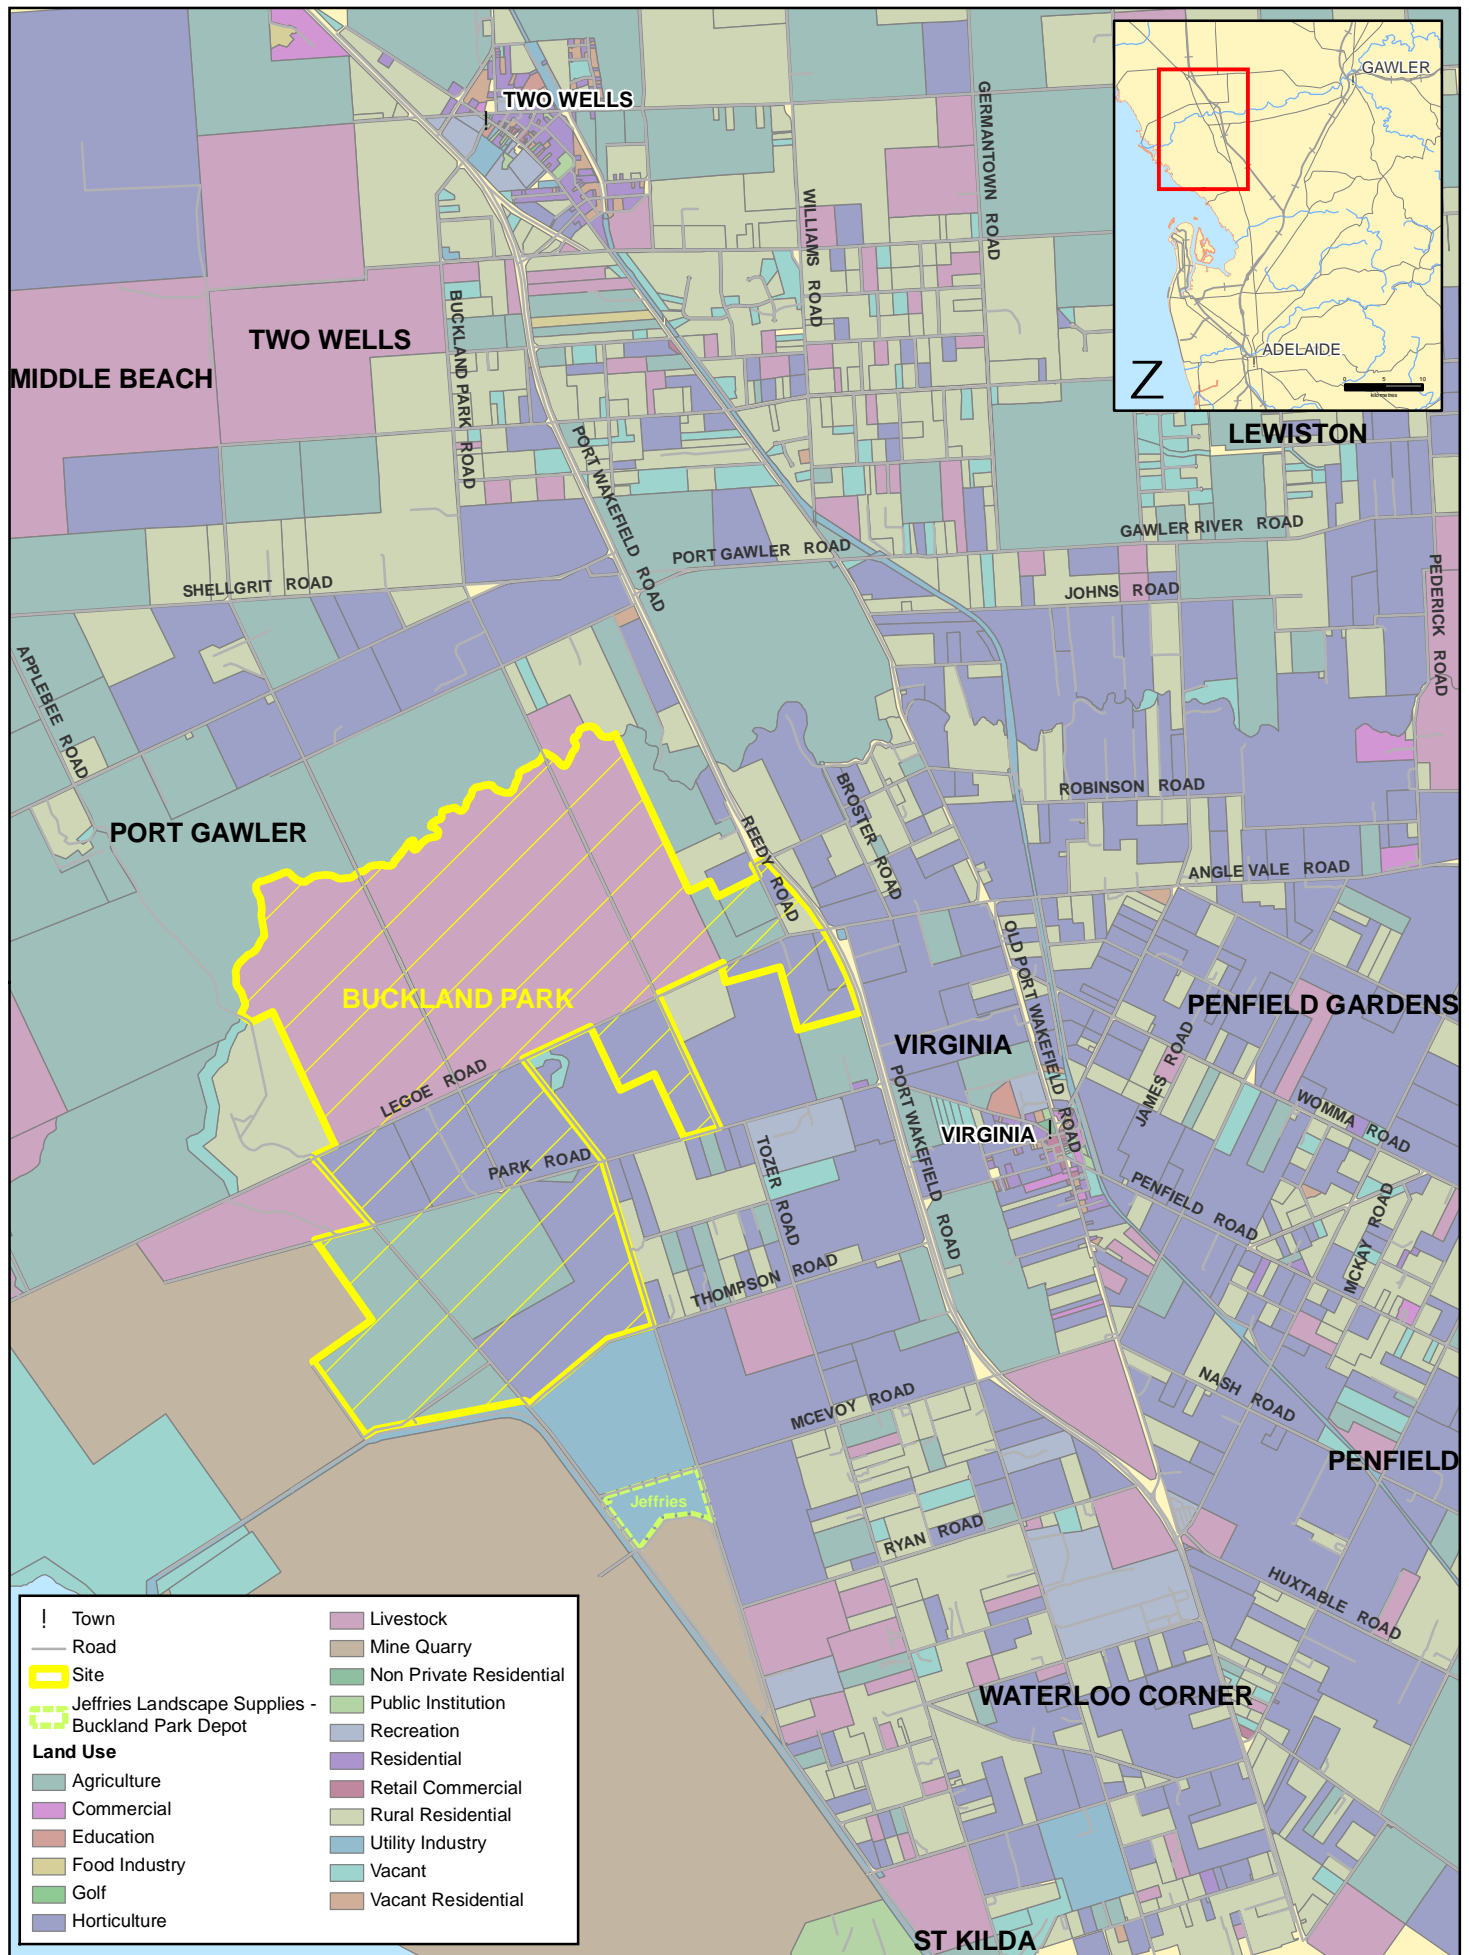 GAWLER
ADELAIDE
Z
0 5 10
kilometres
TWO WELLS
GERMANTOWN ROAD
WILLIAMS ROAD
BUCKLAND PARK ROAD
TWO WELLS
MIDDLE BEACH
LEWISTON
PORT WAKEFIELD ROAD
GAWLER RIVER ROAD
PORT GAWLER ROAD
SHELLGRIT ROAD
JOHNS ROAD
PEDERICK ROAD
APPLEBEE ROAD
ROBINSON ROAD
BROSTER ROAD
PORT GAWLER
REEDY ROAD
ANGLE VALE ROAD
OLD PORT WAKEFIELD ROAD
BUCKLAND PARK
PENFIELD GARDENS
VIRGINIA
JAMES ROAD
LEGOE ROAD
WOMMA ROAD
PORT WAKEFIELD ROAD
VIRGINIA
PARK ROAD
TOZER ROAD
PENFIELD ROAD
MCKAY ROAD
THOMPSON ROAD
NASH ROAD
MCEVOY ROAD
PENFIELD
Jeffries
RYAN ROAD
HUXTABLE ROAD
WATERLOO CORNER
ST KILDA
! Town
Road
Site
Jeffries Landscape Supplies -
Buckland Park Depot
Land Use
Agriculture
Commercial
Education
Food Industry
Golf
Horticulture
Livestock
Mine Quarry
Non Private Residential
Public Institution
Recreation
Residential
Retail Commercial
Rural Residential
Utility Industry
Vacant
Vacant Residential